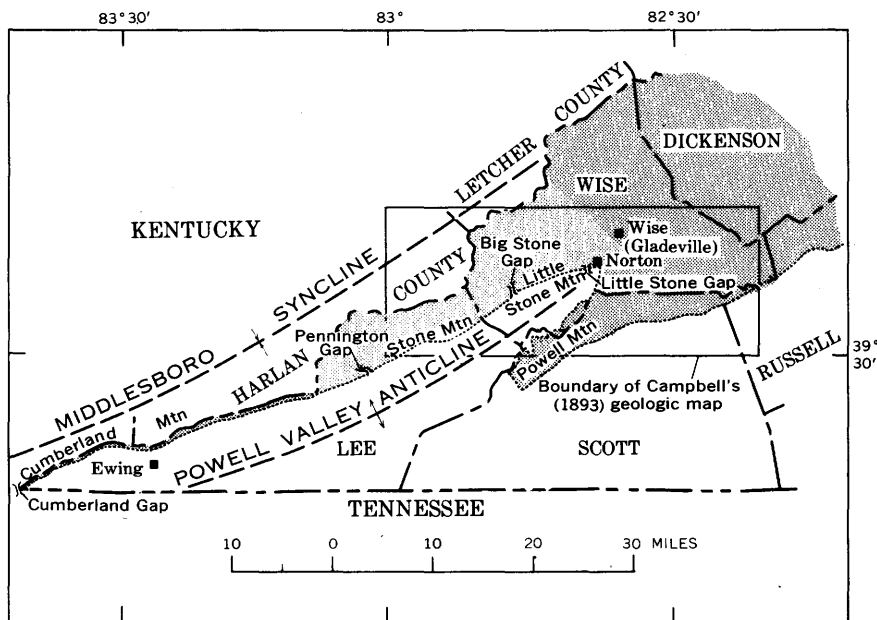 83°30'
83°
82°30'
COUNTY
LETCHER
DICKENSON
WISE
KENTUCKY
Wise
(Gladeville)
Big Stone
Gap
Norton
SYNCLINE
COUNTY
Little
Stone Mtn
Little Stone Gap
Pennington
Gap
Stone Mtn
Powell Mtn
39°
30'
MIDDLESBORO
HARLAN
ANTICLINE
Boundary of Campbell's
(1893) geologic map
RUSSELL
Mtn
Cumberland
POWELL VALLEY
LEE
SCOTT
Ewing
Cumberland Gap
TENNESSEE
10 0 10 20 30 MILES